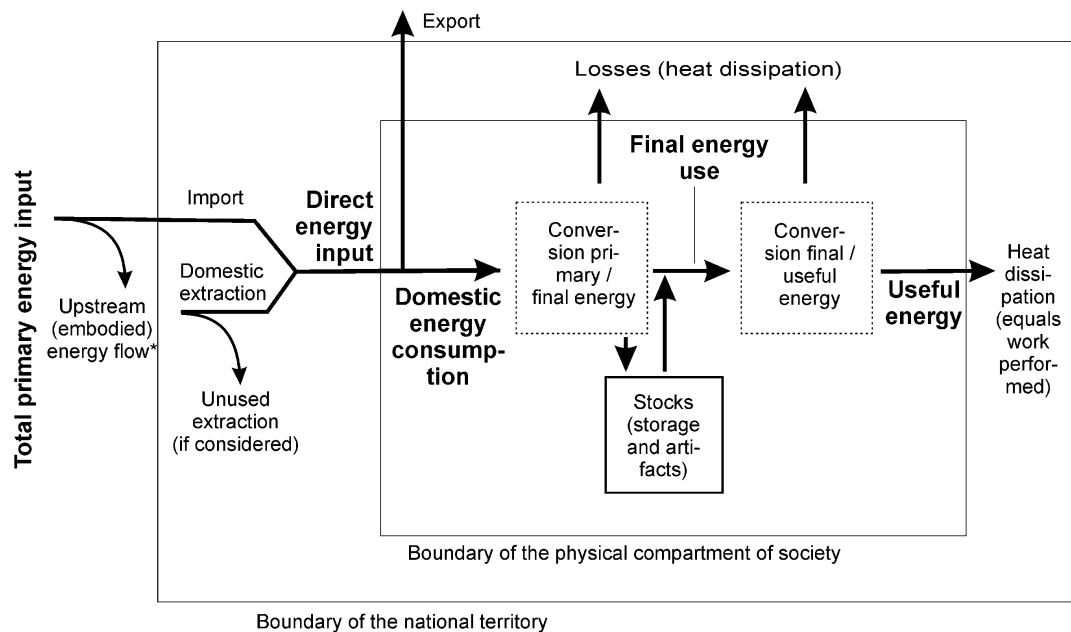 Export
Losses (heat dissipation)
Final energy
use
Total primary energy input
Import
Direct
energy
input
Domestic
extraction
Upstream
(embodied)
energy flow*
Unused
extraction
(if considered)
Domestic
energy
consump-
tion
Conver-
sion pri-
mary /
final energy
Conver-
sion final /
useful
energy
Useful
energy
Heat
dissi-
pation
(equals
work
perfor-
med)
Stocks
(storage
and arti-
facts)
Boundary of the physical compartment of society
Boundary of the national territory